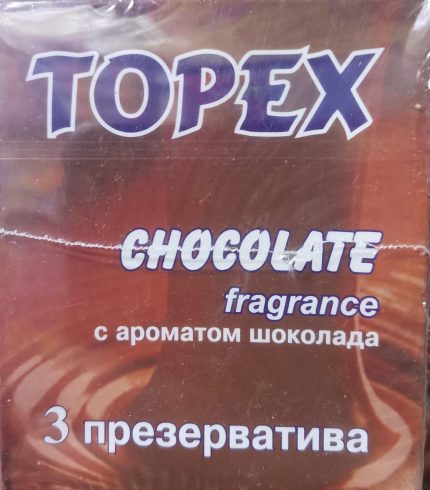 TOPEX
CHOCOLATE
fragrance
с ароматом шоколада
3 презерватива